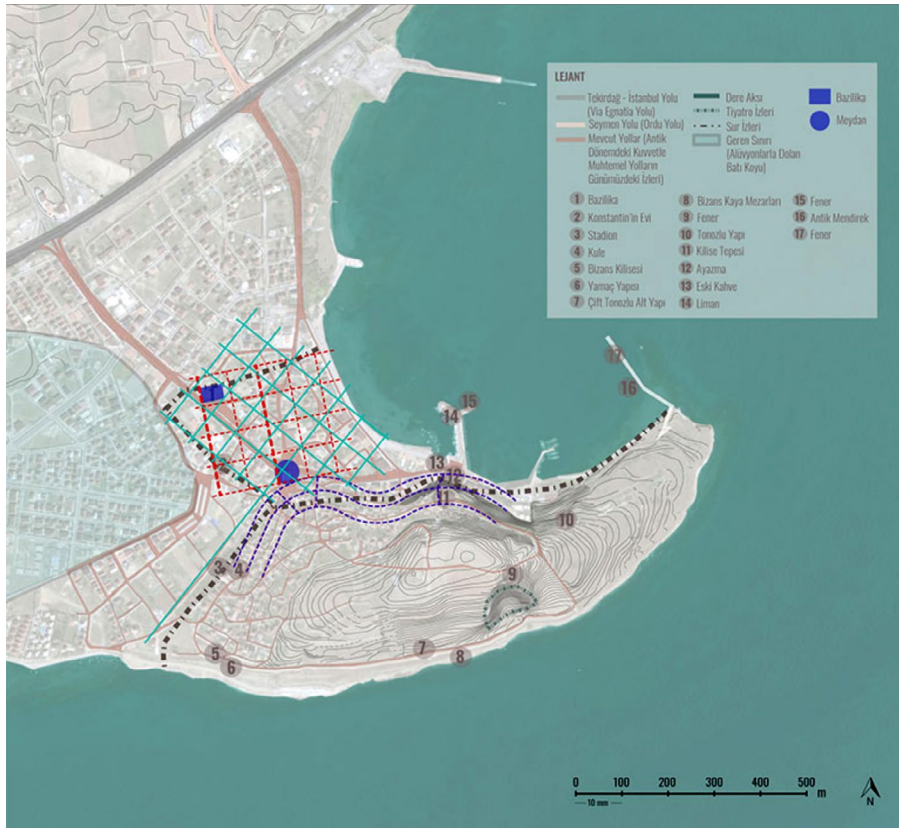 LEJANT
Tekirdağ - İstanbul Yolu
(Via Egnatia Yolu)
Seymen Yolu (Ordu Yolu)
Mevcut Yollar (Antik
Dönemdeki Kuvvetle
Muhtemel Yolların
Günümüzdeki İzleri)
Dere Aksı
Tiyatro İzleri
Sur İzleri
Geren Sınırı
(Alüvyonlarla Dolan
Batı Koyu)
Bazilika
Meydan
1 Bazilika
2 Konstantin'in Evi
3 Stadion
4 Kule
5 Bizans Kilisesi
6 Yamaç Yapısı
7 Çift Tonozlu Alt Yapı
8 Bizans Kaya Mezarları
9 Fener
10 Tonozlu Yapı
11 Kilise Tepesi
12 Ayazma
13 Eski Kahve
14 Liman
15 Fener
16 Antik Mendirek
17 Fener
17
16
15
14
13
12
11
10
9
3
4
5
6
7
8
0 100 200 300 400 500
m
10 mm
N